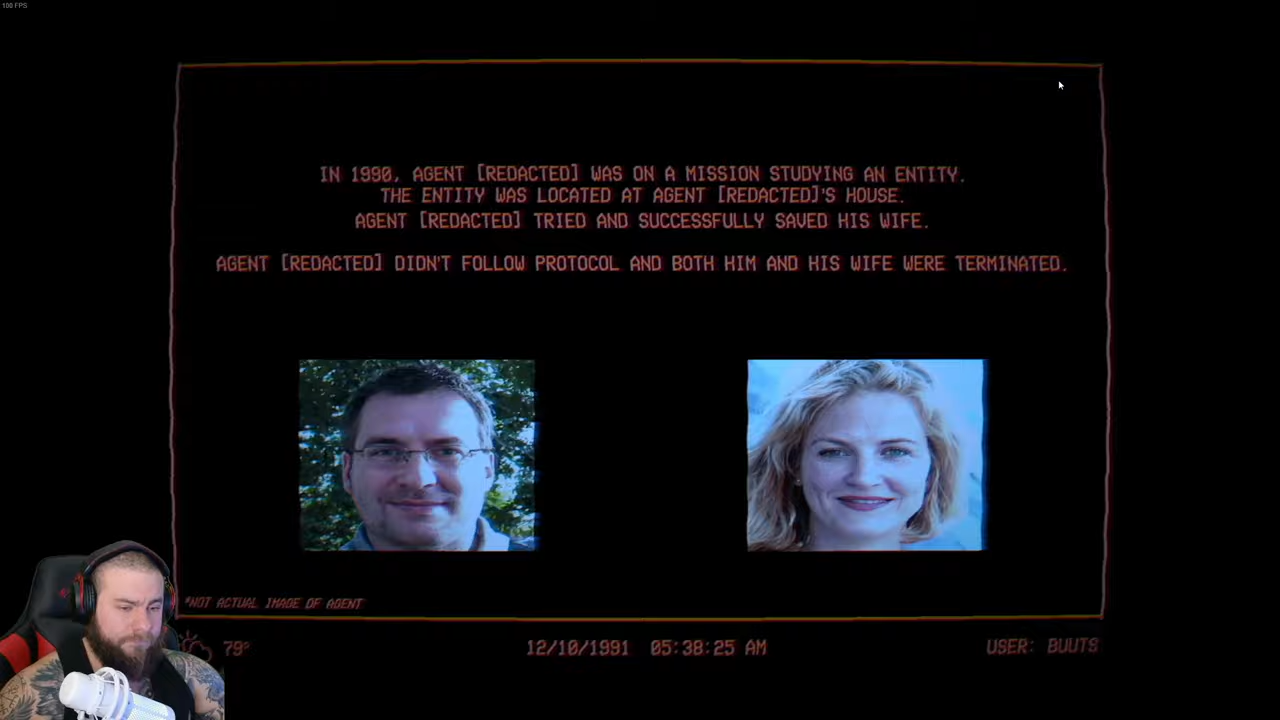 100 FPS
IN 1990, AGENT [REDACTED] WAS ON A MISSION STUDYING AN ENTITY.
THE ENTITY WAS LOCATED AT AGENT [REDACTED]'S HOUSE.
AGENT [REDACTED] TRIED AND SUCCESSFULLY SAVED HIS WIFE.
AGENT [REDACTED] DIDN'T FOLLOW PROTOCOL AND BOTH HIM AND HIS WIFE WERE TERMINATED.
*NOT ACTUAL IMAGE OF AGENT
79° 12/10/1991 05:38:25 AM USER: BUUTS